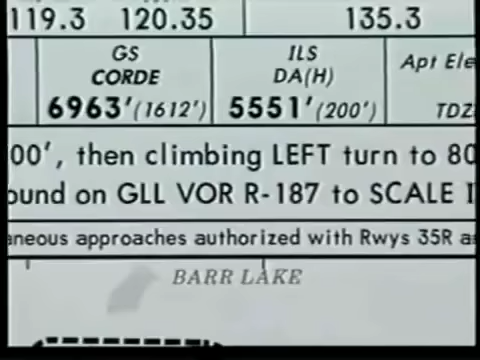 119.3 120.35 135.3
GS ILS
CORDE DA(H) Apt Ele
6963'(1612') 5551'(200') TDZ
00', then climbing LEFT turn to 80
ound on GLL VOR R-187 to SCALE I
aneous approaches authorized with Rwys 35R a
BARR LAKE